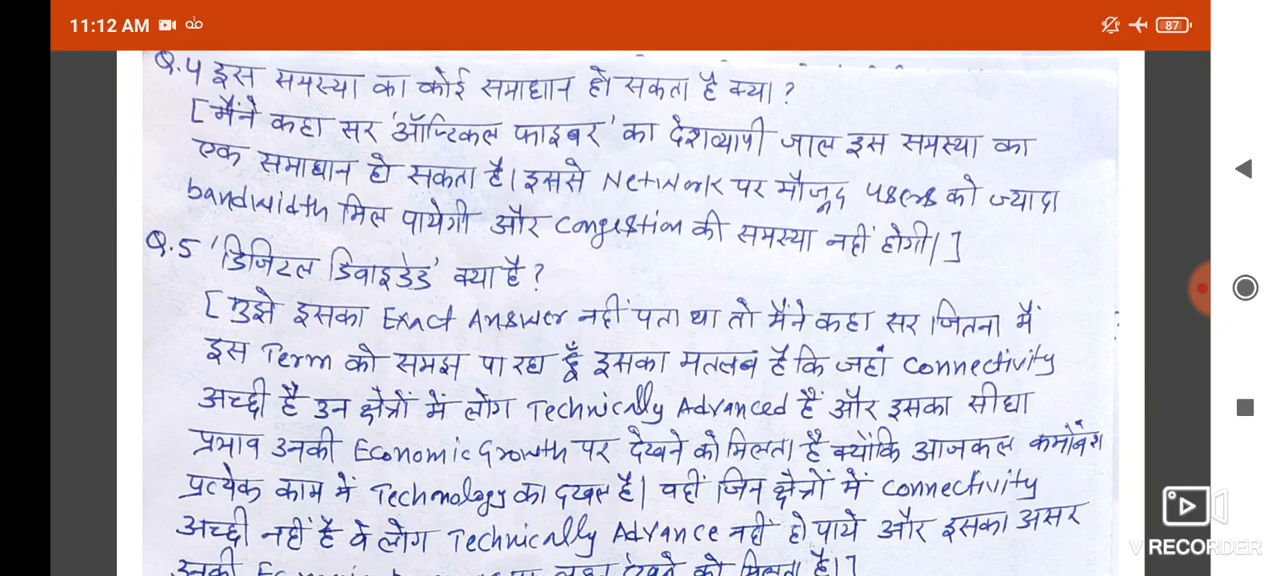 11:12 AM
87
Q.4 इस समस्या का कोई समाधान हो सकता है क्या?
[मैंने कहा सर 'ऑप्टिकल फाइबर' का देशव्यापी जाल इस समस्या का
एक समाधान हो सकता है। इससे Network पर मौजूद users को ज्यादा
bandwidth मिल पायेगी और Congestion की समस्या नहीं होगी।]
Q.5 'डिजिटल डिवाइडेड' क्या है?
[मुझे इसका Exact Answer नहीं पता था तो मैंने कहा सर जितना मैं
इस Term को समझ पा रहा हूँ इसका मतलब है कि जहां Connectivity
अच्छी है उन क्षेत्रों में लोग Technically Advanced हैं और इसका सीधा
प्रभाव उनकी Economic Growth पर देखने को मिलता है क्योंकि आजकल कमोबेश
प्रत्येक काम में Technology का दखल है। वहीं जिन क्षेत्रों में Connectivity
अच्छी नहीं है वे लोग Technically Advance नहीं हो पाये और इसका असर
उनकी Economic देखने को मिलता है।]
V RECORDER